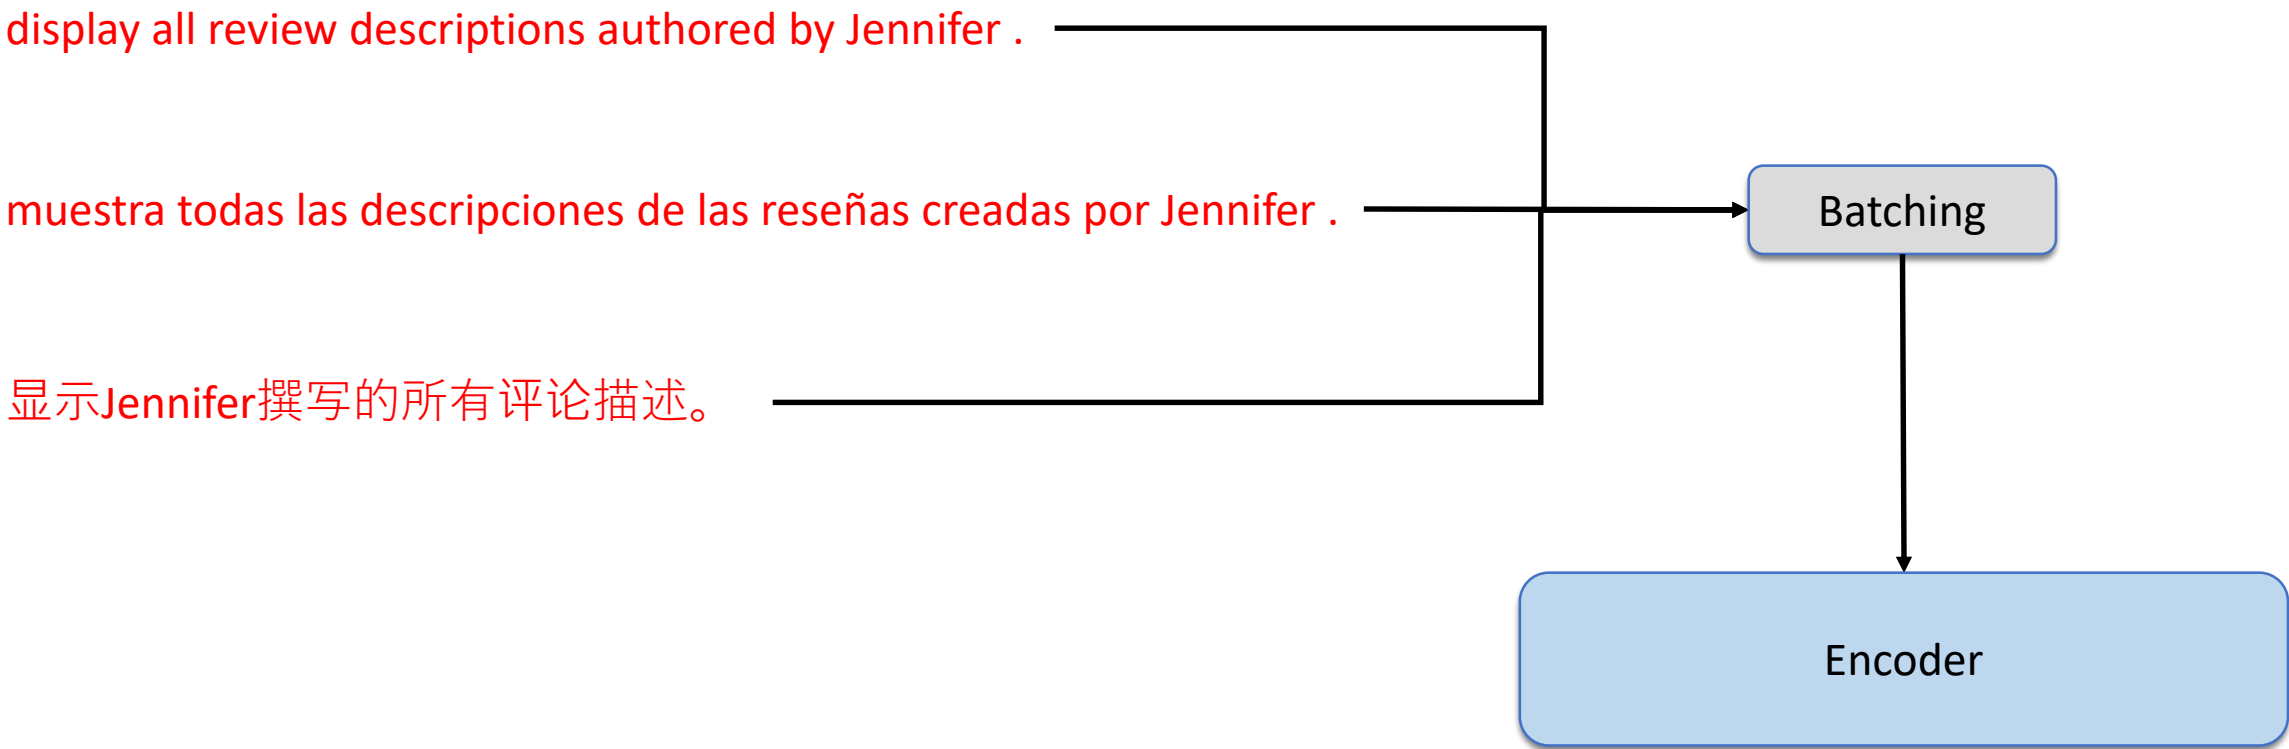 display all review descriptions authored by Jennifer .
muestra todas las descripciones de las reseñas creadas por Jennifer .
Batching
显示Jennifer撰写的所有评论描述。
Encoder